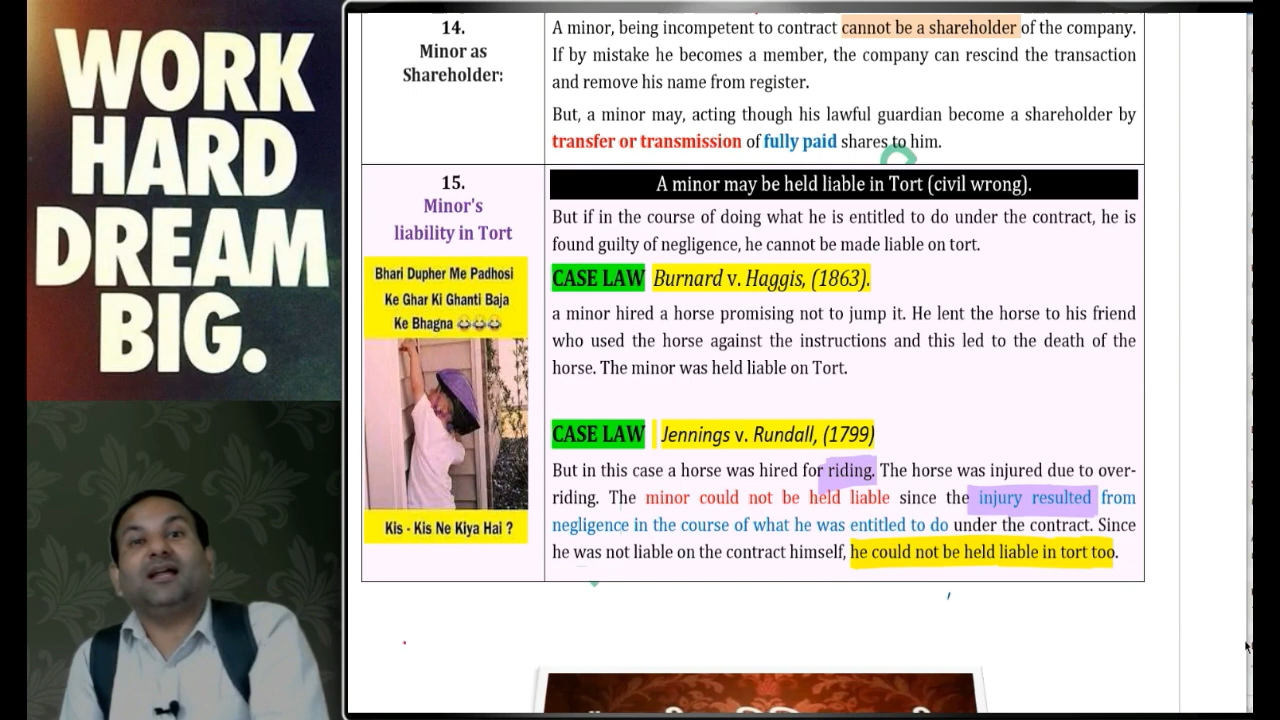 WORK
HARD
DREAM
BIG.
14.
Minor as
Shareholder:
A minor, being incompetent to contract cannot be a shareholder of the company.
If by mistake he becomes a member, the company can rescind the transaction
and remove his name from register.
But, a minor may, acting though his lawful guardian become a shareholder by
transfer or transmission of fully paid shares to him.
15.
Minor's
liability in Tort
Bhari Dupher Me Padhosi
Ke Ghar Ki Ghanti Baja
Ke Bhagna 😂😂😂
Kis - Kis Ne Kiya Hai ?
A minor may be held liable in Tort (civil wrong).
But if in the course of doing what he is entitled to do under the contract, he is
found guilty of negligence, he cannot be made liable on tort.
CASE LAW Burnard v. Haggis, (1863).
a minor hired a horse promising not to jump it. He lent the horse to his friend
who used the horse against the instructions and this led to the death of the
horse. The minor was held liable on Tort.
CASE LAW Jennings v. Rundall, (1799)
But in this case a horse was hired for riding. The horse was injured due to over-
riding. The minor could not be held liable since the injury resulted from
negligence in the course of what he was entitled to do under the contract. Since
he was not liable on the contract himself, he could not be held liable in tort too.